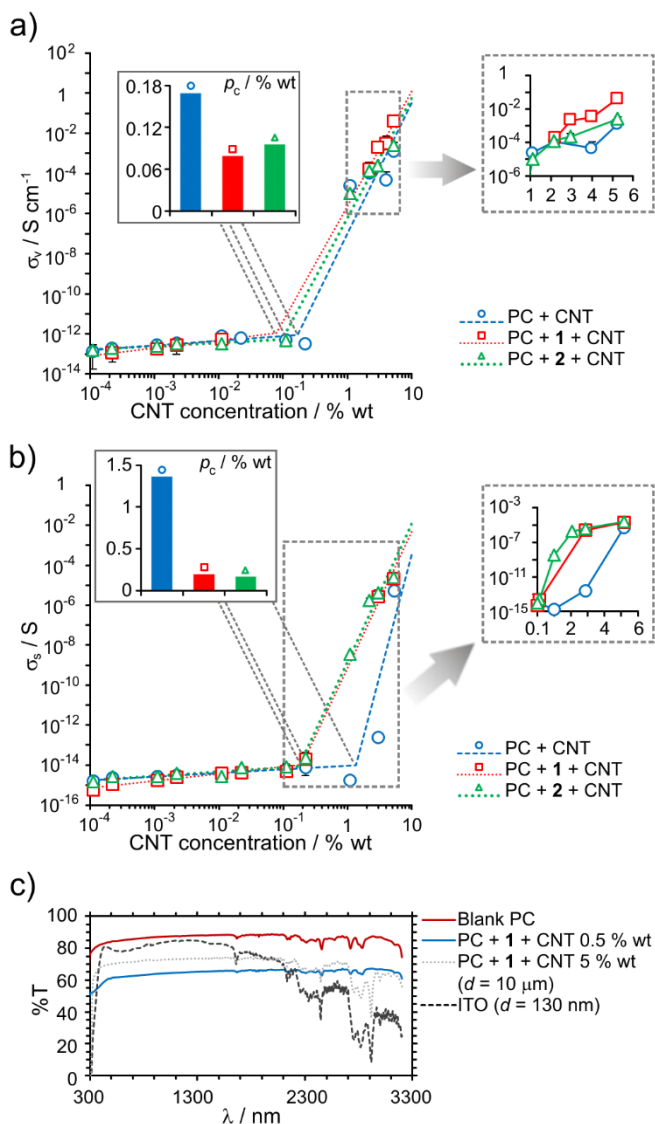 a)
10²
1
10⁻²
10⁻⁴
10⁻⁶
10⁻⁸
10⁻¹⁰
10⁻¹²
10⁻¹⁴
σᵥ / S cm⁻¹
10⁻⁴
10⁻³
10⁻²
10⁻¹
1
10
CNT concentration / % wt
p_c / % wt
0.18
0.12
0.06
0
1
10⁻²
10⁻⁴
10⁻⁶
1 2 3 4 5 6
PC + CNT
PC + 1 + CNT
PC + 2 + CNT
b)
1
10⁻²
10⁻⁴
10⁻⁶
10⁻⁸
10⁻¹⁰
10⁻¹²
10⁻¹⁴
10⁻¹⁶
σₛ / S
10⁻⁴
10⁻³
10⁻²
10⁻¹
1
10
CNT concentration / % wt
p_c / % wt
1.5
1
0.5
0
10⁻³
10⁻⁷
10⁻¹¹
10⁻¹⁵
0.1 2 4 6
PC + CNT
PC + 1 + CNT
PC + 2 + CNT
c)
100
80
60
40
20
0
%T
300 1300 2300 3300
λ / nm
Blank PC
PC + 1 + CNT 0.5 % wt
PC + 1 + CNT 5 % wt
(d = 10 μm)
ITO (d = 130 nm)